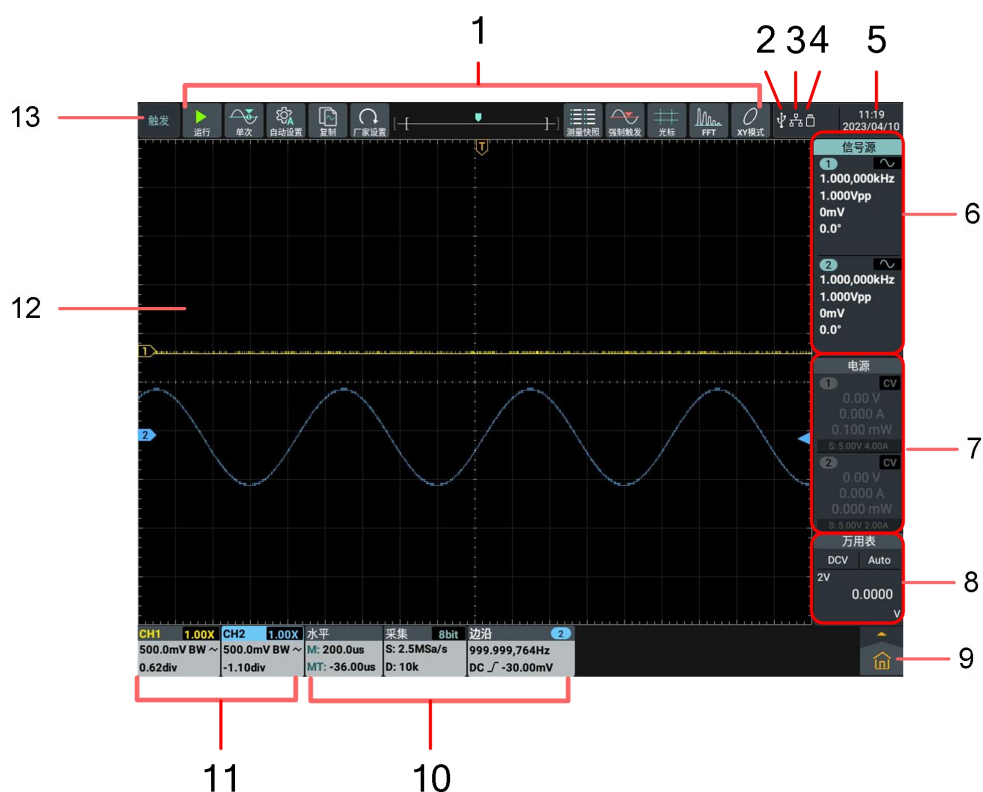 1
2 3 4 5
13
触发
运行
单次
自动设置
复制
厂家设置
测量快照
强制触发
光标
FFT
XY模式
11:19
2023/04/10
T
信号源
1
1.000,000kHz
1.000Vpp
0mV
0.0°
6
2
1.000,000kHz
1.000Vpp
0mV
0.0°
12
1
2
电源
1 CV
0.00 V
0.000 A
0.100 mW
S: 5.00V 4.00A
7
2 CV
0.00 V
0.000 A
0.000 mW
S: 5.00V 2.00A
万用表
DCV Auto
2V
0.0000
V
8
CH1 1.00X
500.0mV BW
0.62div
CH2 1.00X
500.0mV BW
-1.10div
水平
M: 200.0us
MT: -36.00us
采集 8bit
S: 2.5MSa/s
D: 10k
边沿 2
999.999,764Hz
DC -30.00mV
9
11
10